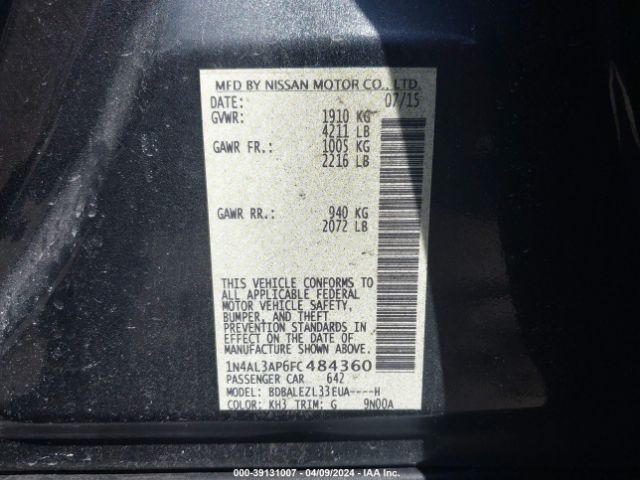 MFD BY NISSAN MOTOR CO., LTD.
DATE: 07/15
GVWR: 1910 KG
4211 LB
GAWR FR.: 1005 KG
2216 LB
GAWR RR.: 940 KG
2072 LB
THIS VEHICLE CONFORMS TO
ALL APPLICABLE FEDERAL
MOTOR VEHICLE SAFETY,
BUMPER, AND THEFT
PREVENTION STANDARDS IN
EFFECT ON THE DATE OF
MANUFACTURE SHOWN ABOVE.
1N4AL3AP6FC484360
PASSENGER CAR 642
MODEL: BDBALEZL33EUA----H
COLOR: KH3 TRIM: G 9N00A
000-39131007 - 04/09/2024 - IAA Inc.